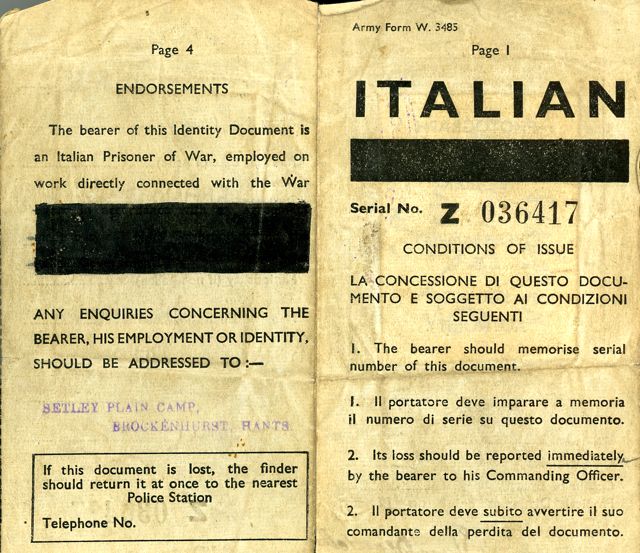 Page 4
ENDORSEMENTS
The bearer of this Identity Document is
an Italian Prisoner of War, employed on
work directly connected with the War
ANY ENQUIRIES CONCERNING THE
BEARER, HIS EMPLOYMENT OR IDENTITY,
SHOULD BE ADDRESSED TO :—
SETLEY PLAIN CAMP,
BROCKENHURST, HANTS.
If this document is lost, the finder
should return it at once to the nearest
Police Station
Telephone No.
Army Form W. 3485
Page 1
ITALIAN
Serial No. Z 036417
CONDITIONS OF ISSUE
LA CONCESSIONE DI QUESTO DOCU-
MENTO E SOGGETTO AI CONDIZIONI
SEGUENTI
1. The bearer should memorise serial
number of this document.
1. Il portatore deve imparare a memoria
il numero di serie su questo documento.
2. Its loss should be reported immediately
by the bearer to his Commanding Officer.
2. Il portatore deve subito avvertire il suo
comandante della perdita del documento.